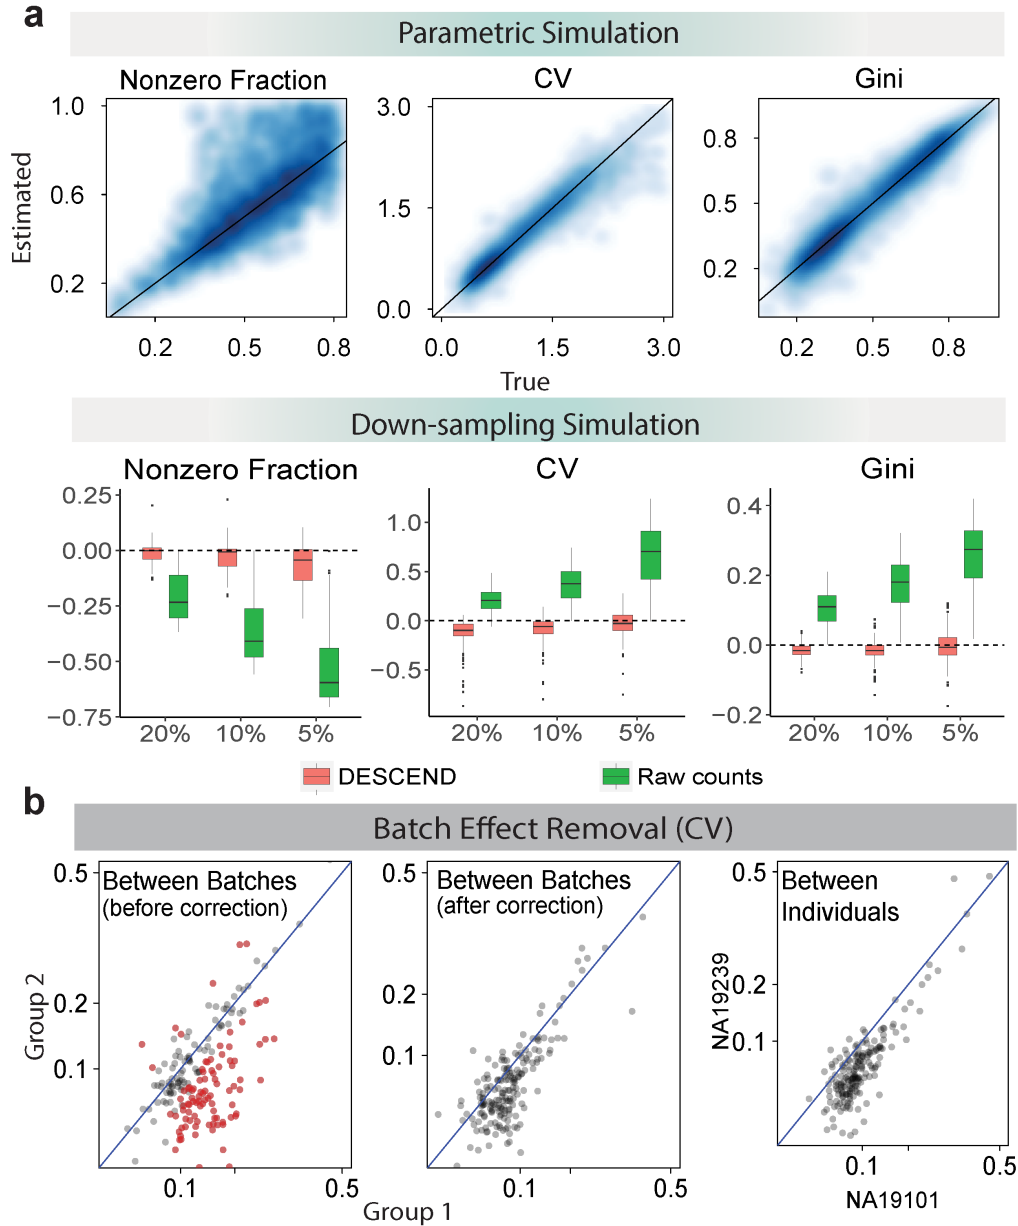 a
Parametric Simulation
Nonzero Fraction
CV
Gini
Estimated
1.0
0.6
0.2
0.2
0.5
0.8
3.0
1.5
0.0
0.0
1.5
3.0
0.8
0.5
0.2
0.2
0.5
0.8
True
Down-sampling Simulation
Nonzero Fraction
CV
Gini
0.25
0.00
−0.25
−0.50
−0.75
20%
10%
5%
1.0
0.5
0.0
−0.5
20%
10%
5%
0.4
0.2
0.0
−0.2
20%
10%
5%
DESCEND
Raw counts
b
Batch Effect Removal (CV)
Between Batches
(before correction)
Group 2
0.5
0.2
0.1
0.1
0.5
Between Batches
(after correction)
0.5
0.2
0.1
0.1
0.5
Group 1
Between
Individuals
NA19239
0.5
0.2
0.1
0.1
0.5
NA19101